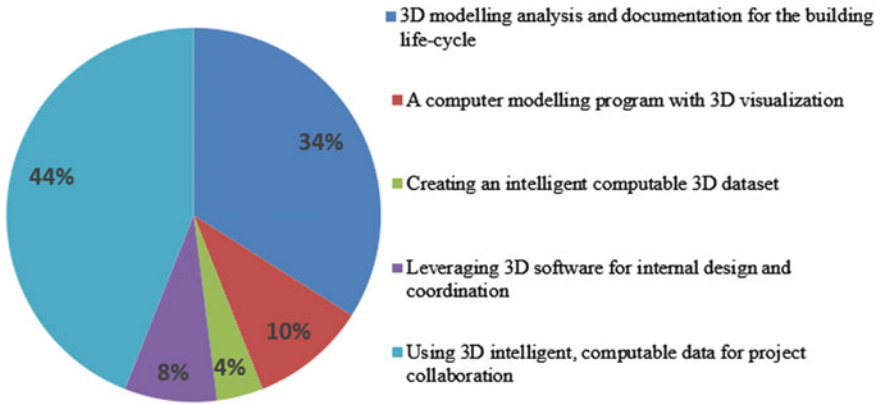 3D modelling analysis and documentation for the building
life-cycle
34%
A computer modelling program with 3D visualization
44%
Creating an intelligent computable 3D dataset
Leveraging 3D software for internal design and
coordination
10%
4%
8%
Using 3D intelligent, computable data for project
collaboration